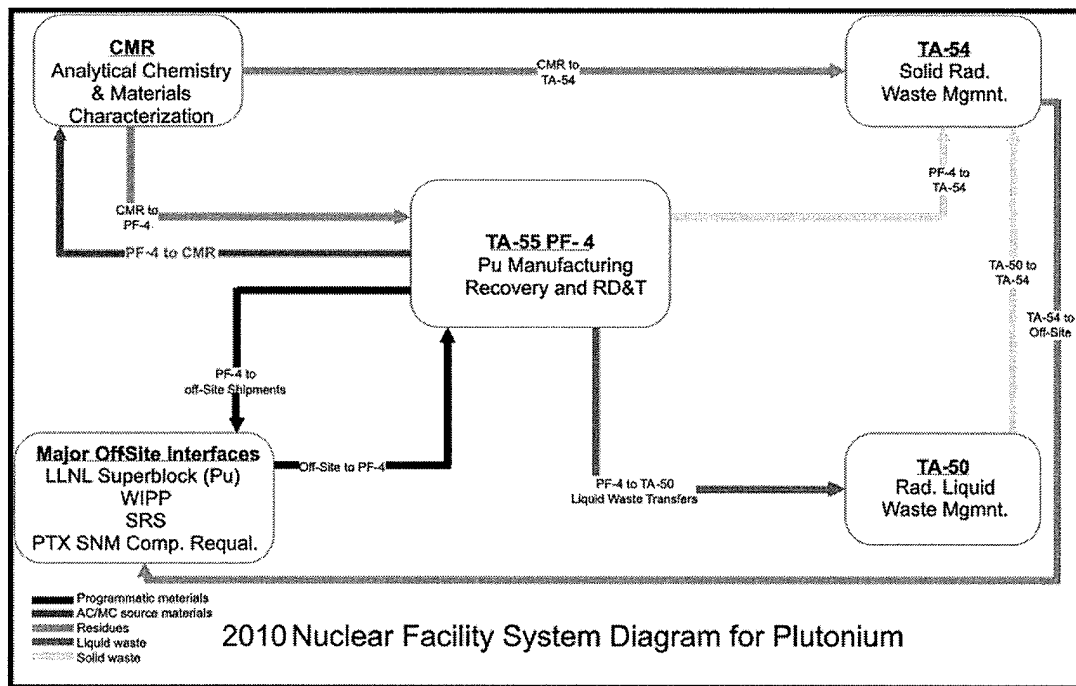 CMR
Analytical Chemistry
& Materials
Characterization
CMR to
TA-54
TA-54
Solid Rad.
Waste Mgmnt.
CMR to
PF-4
PF-4 to CMR
TA-55 PF- 4
Pu Manufacturing
Recovery and RD&T
PF-4 to
TA-54
TA-50 to
TA-54
TA-54 to
Off-Site
PF-4 to
off-Site Shipments
Major OffSite Interfaces
LLNL Superblock (Pu)
WIPP
SRS
PTX SNM Comp. Requal.
Off-Site to PF-4
PF-4 to TA-50
Liquid Waste Transfers
TA-50
Rad. Liquid
Waste Mgmnt.
Programmatic materials
AC/MC source materials
Residues
Liquid waste
Solid waste
2010 Nuclear Facility System Diagram for Plutonium